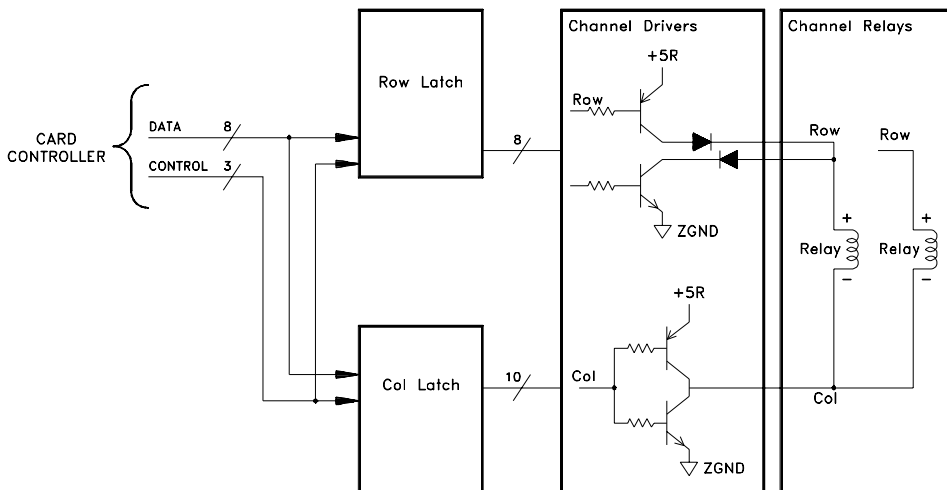 Channel Drivers
Channel Relays
+5R
Row Latch
Row
CARD
CONTROLLER
DATA
8
CONTROL
3
8
Row
Row
ZGND
+
+
Relay
Relay
-
-
+5R
Col Latch
10
Col
Col
ZGND